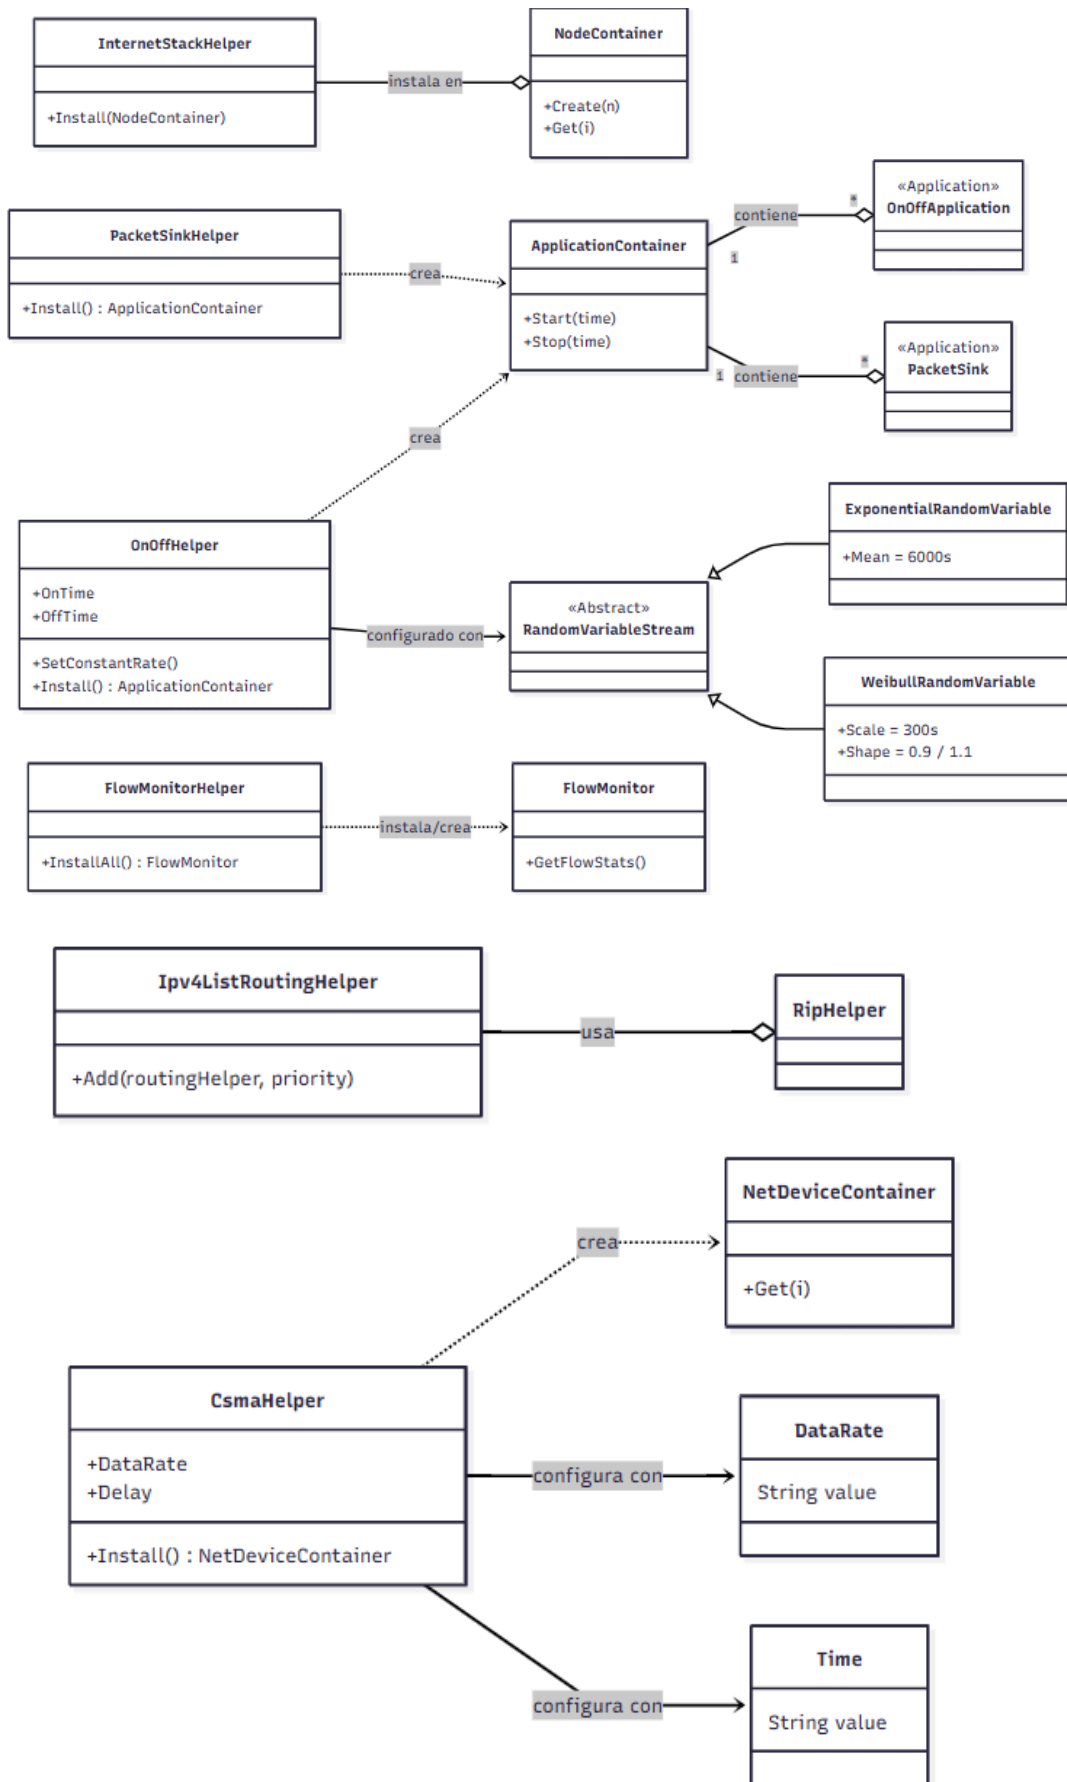 InternetStackHelper
+Install(NodeContainer)
instala en
NodeContainer
+Create(n)
+Get(i)
PacketSinkHelper
+Install() : ApplicationContainer
crea
ApplicationContainer
+Start(time)
+Stop(time)
contiene
*
1
«Application»
OnOffApplication
1
contiene
*
«Application»
PacketSink
crea
OnOffHelper
+OnTime
+OffTime
+SetConstantRate()
+Install() : ApplicationContainer
configurado con
«Abstract»
RandomVariableStream
ExponentialRandomVariable
+Mean = 6000s
WeibullRandomVariable
+Scale = 300s
+Shape = 0.9 / 1.1
FlowMonitorHelper
+InstallAll() : FlowMonitor
instala/crea
FlowMonitor
+GetFlowStats()
Ipv4ListRoutingHelper
+Add(routingHelper, priority)
usa
RipHelper
NetDeviceContainer
+Get(i)
crea
CsmaHelper
+DataRate
+Delay
+Install() : NetDeviceContainer
configura con
DataRate
String value
configura con
Time
String value